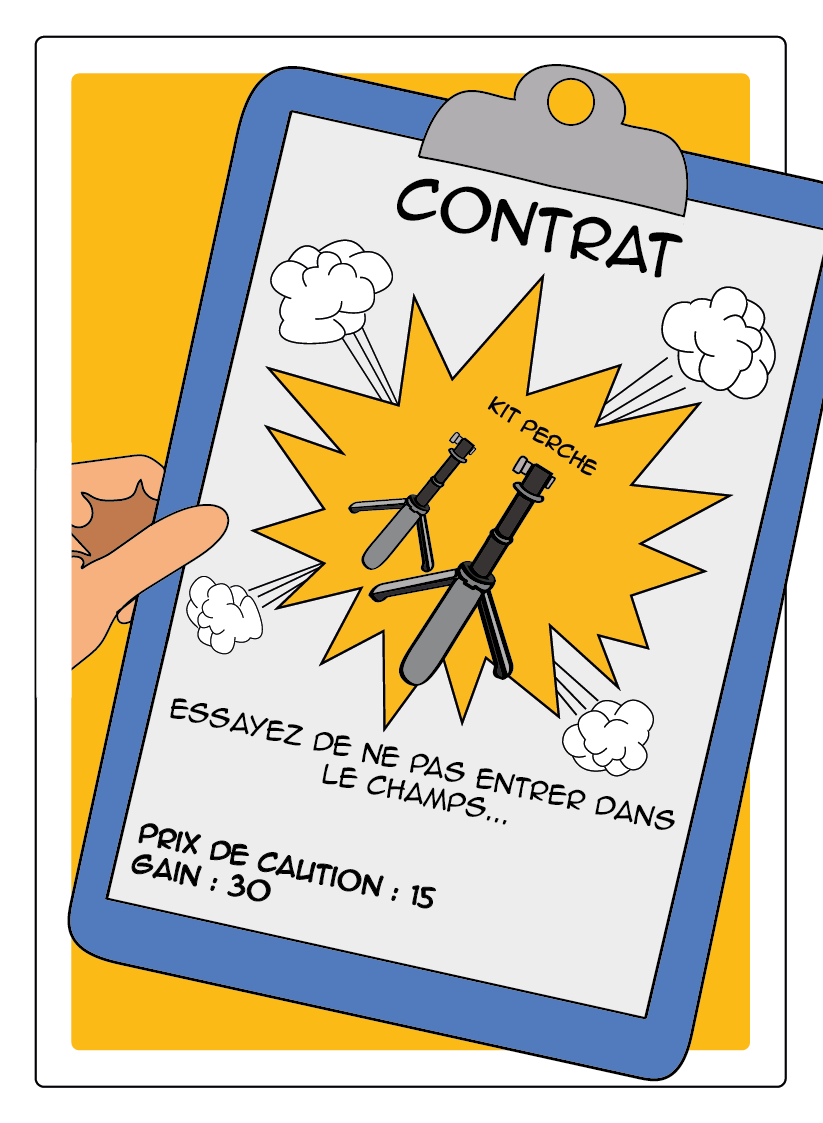 CONTRAT
KIT PERCHE
ESSAYEZ DE NE PAS ENTRER DANS
LE CHAMPS...
PRIX DE CAUTION : 15
GAIN : 30